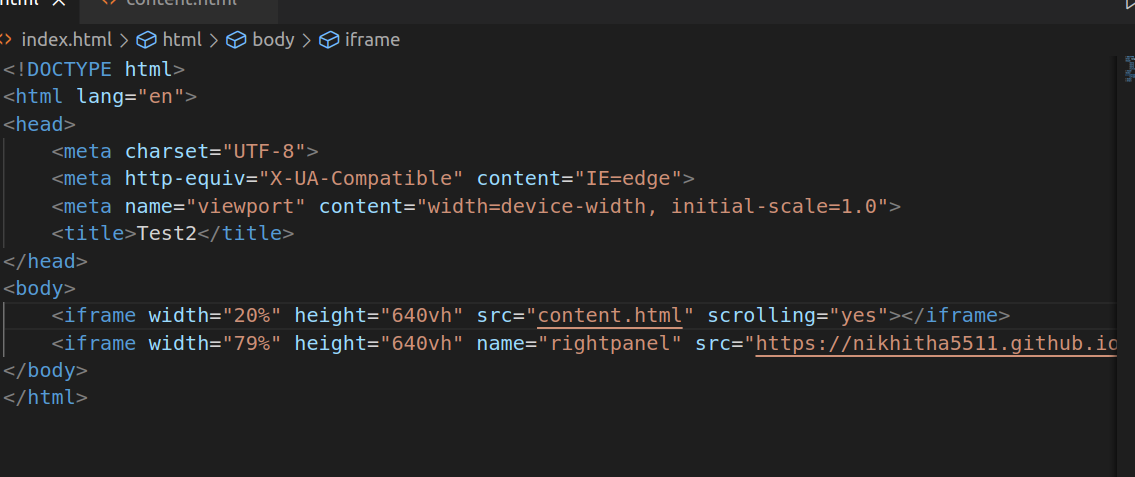 html × content.html
index.html > html > body > iframe
<!DOCTYPE html>
<html lang="en">
<head>
    <meta charset="UTF-8">
    <meta http-equiv="X-UA-Compatible" content="IE=edge">
    <meta name="viewport" content="width=device-width, initial-scale=1.0">
    <title>Test2</title>
</head>
<body>
    <iframe width="20%" height="640vh" src="content.html" scrolling="yes"></iframe>
    <iframe width="79%" height="640vh" name="rightpanel" src="https://nikhitha5511.github.io
</body>
</html>